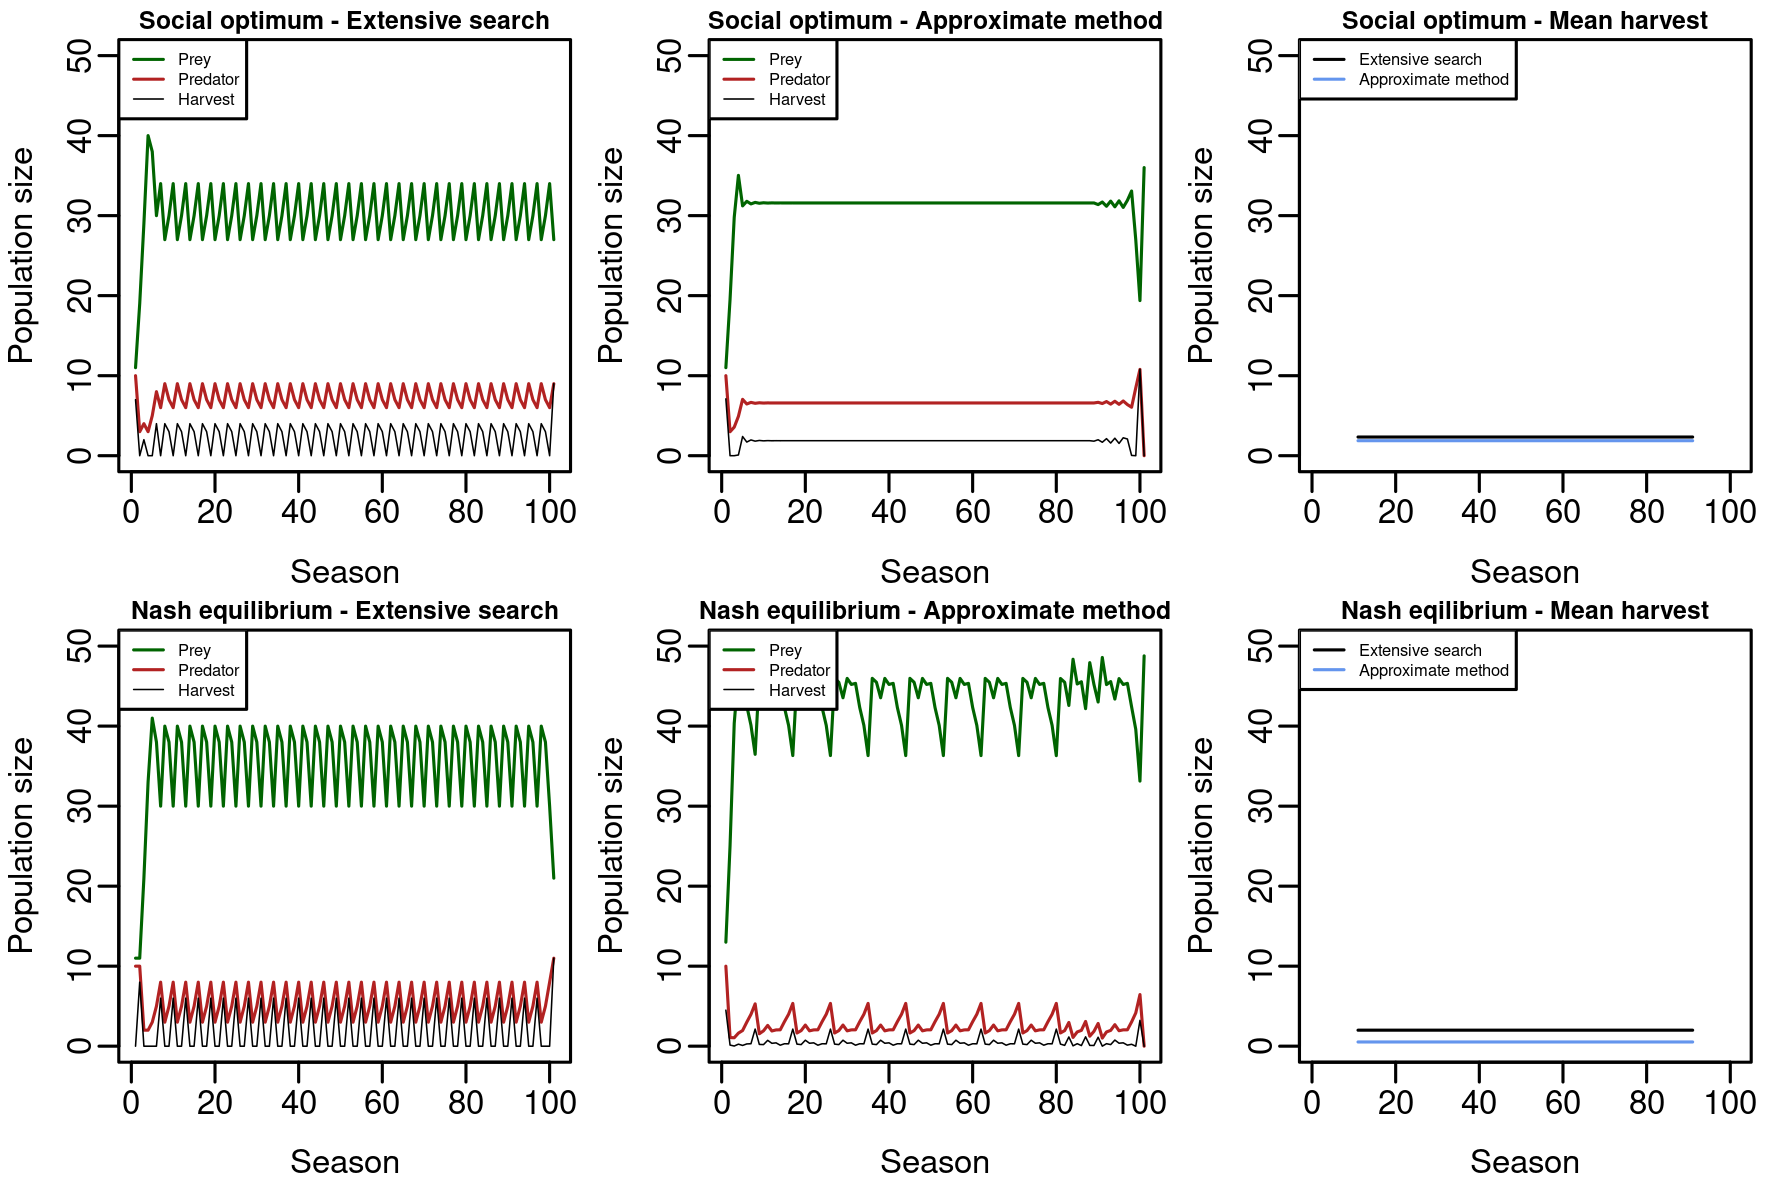 Social optimum - Extensive search
Prey
Predator
Harvest
Population size
0
10
20
30
40
50
0
20
40
60
80
100
Season
Social optimum - Approximate method
Prey
Predator
Harvest
Population size
0
10
20
30
40
50
0
20
40
60
80
100
Season
Social optimum - Mean harvest
Extensive search
Approximate method
Population size
0
10
20
30
40
50
0
20
40
60
80
100
Season
Nash equilibrium - Extensive search
Prey
Predator
Harvest
Population size
0
10
20
30
40
50
0
20
40
60
80
100
Season
Nash equilibrium - Approximate method
Prey
Predator
Harvest
Population size
0
10
20
30
40
50
0
20
40
60
80
100
Season
Nash eqilibrium - Mean harvest
Extensive search
Approximate method
Population size
0
10
20
30
40
50
0
20
40
60
80
100
Season